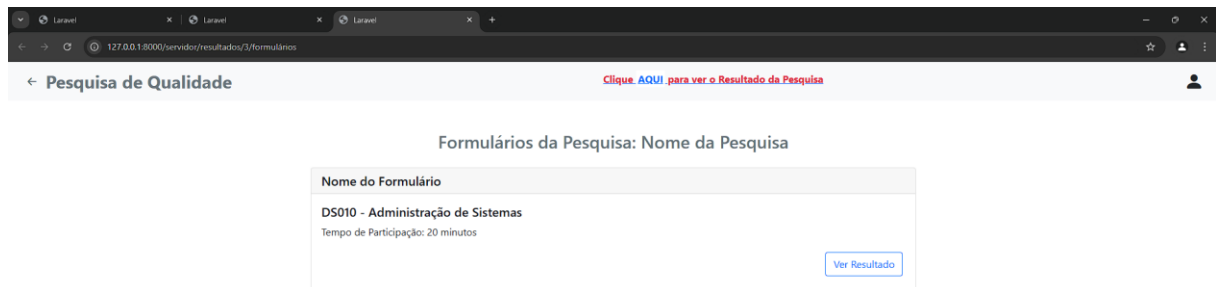 Laravel
Laravel
Laravel
127.0.0.1:8000/servidor/resultados/3/formulários
Pesquisa de Qualidade
Clique AQUI para ver o Resultado da Pesquisa
Formulários da Pesquisa: Nome da Pesquisa
Nome do Formulário
DS010 - Administração de Sistemas
Tempo de Participação: 20 minutos
Ver Resultado